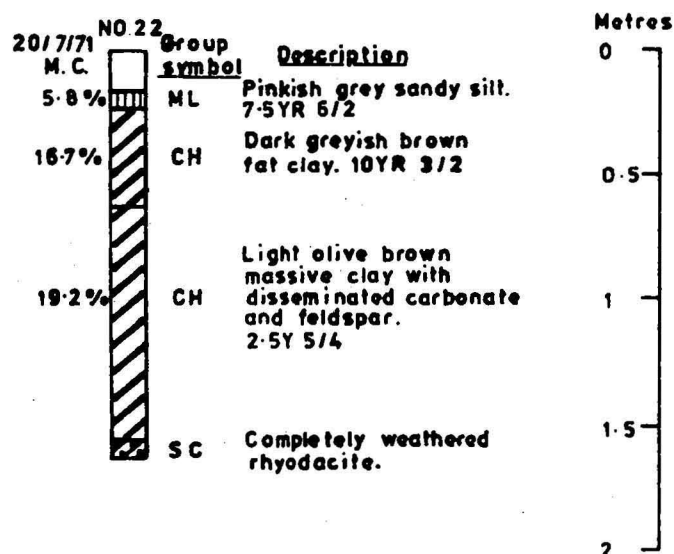 NO.22
20/7/71
M. C.
Group
symbol
Description
Metres
0
5·8%
ML
Pinkish grey sandy silt.
7·5YR 6/2
16·7%
CH
Dark greyish brown
fat clay. 10YR 3/2
0·5
19·2%
CH
Light olive brown
massive clay with
disseminated carbonate
and feldspar.
2·5Y 5/4
1
1·5
SC
Completely weathered
rhyodacite.
2